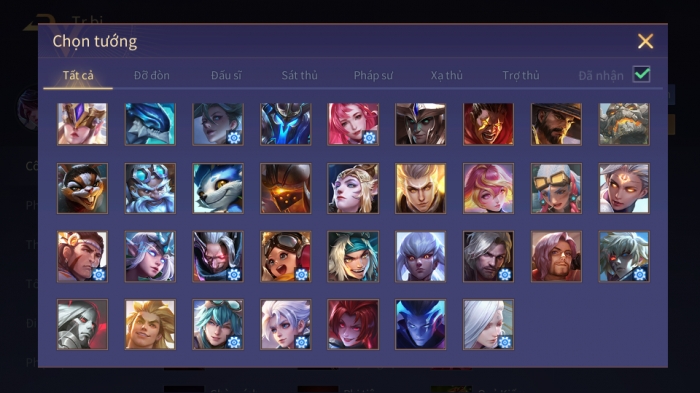 Chọn tướng
Tất cả
Đỡ đòn
Đấu sĩ
Sát thủ
Pháp sư
Xạ thủ
Trợ thủ
Đã nhận